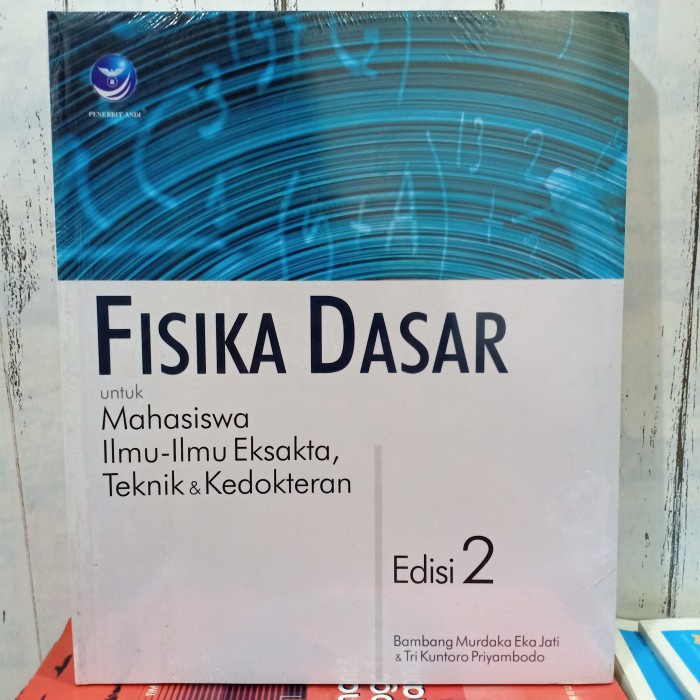 PENERBIT ANDI
FISIKA DASAR
untuk
Mahasiswa
Ilmu-Ilmu Eksakta,
Teknik & Kedokteran
Edisi 2
Bambang Murdaka Eka Jati
& Tri Kuntoro Priyambodo